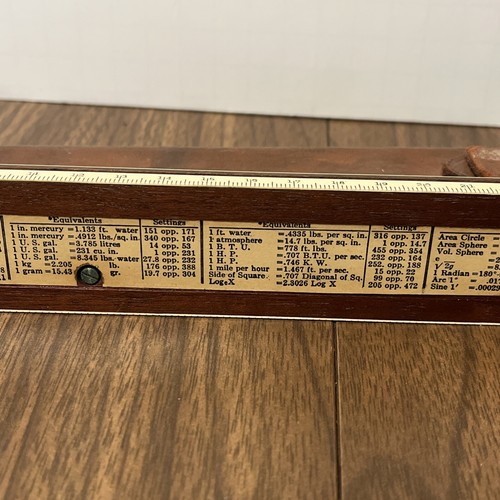 *Equivalents Settings
1 in. mercury =1.133 ft. water 151 opp. 171
1 in. mercury =.4912 lbs./sq. in. 340 opp. 167
1 U. S. gal. =3.785 litres 14 opp. 53
1 U. S. gal. =231 cu. in. 1 opp. 231
1 U. S. gal. =8.345 lbs. water 27.8 opp. 232
1 kg =2.205 lb. 176 opp. 388
1 gram =15.43 gr. 19.7 opp. 304
*Equivalents Settings
1 ft. water =.4335 lbs. per sq. in. 316 opp. 137
1 atmosphere =14.7 lbs. per sq. in. 1 opp. 14.7
1 B. T. U. =778 ft. lbs. 455 opp. 354
1 H. P. =.707 B.T.U. per sec. 232 opp. 164
1 H. P. =.746 K. W. 252. opp. 188
1 mile per hour =1.467 ft. per sec. 15 opp. 22
Side of Square =.707 Diagonal of Sq. 99 opp. 70
Logₑ X =2.3026 Log X 205 opp. 472
Area Circle
Area Sphere
Vol. Sphere
√2g
1 Radian =180°
Arc 1°
Sine 1'